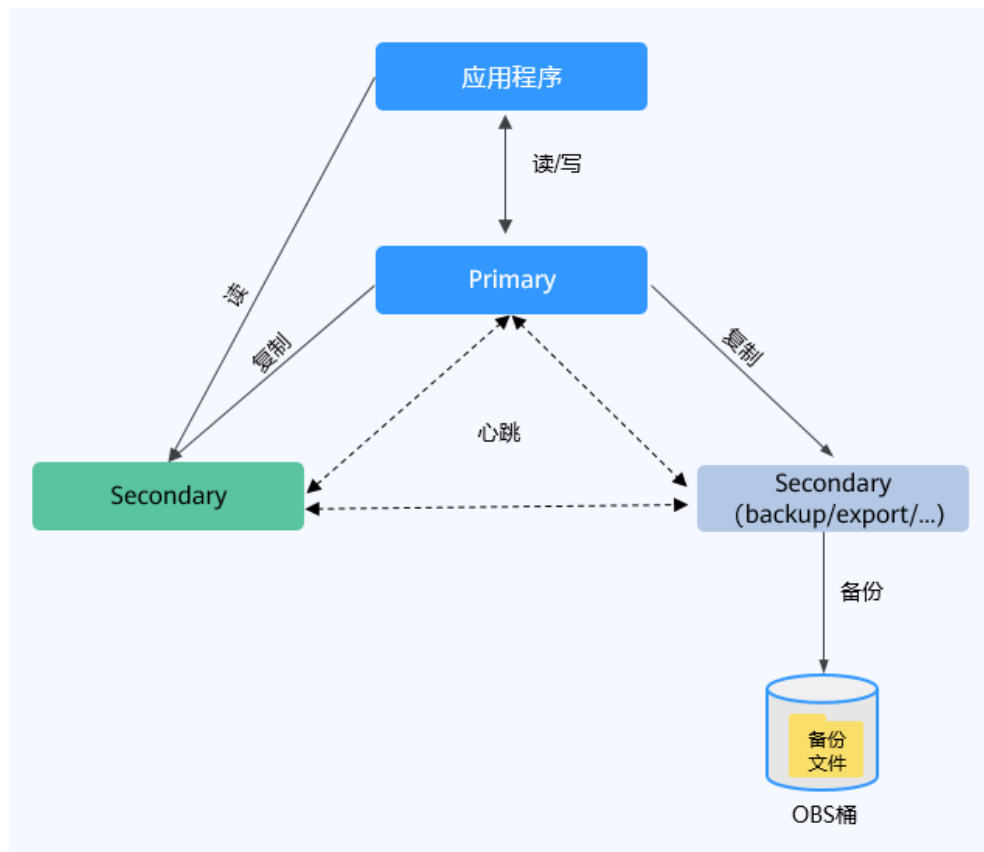 应用程序
读/写
Primary
读
复制
复制
心跳
Secondary
Secondary
(backup/export/...)
备份
备份
文件
OBS桶